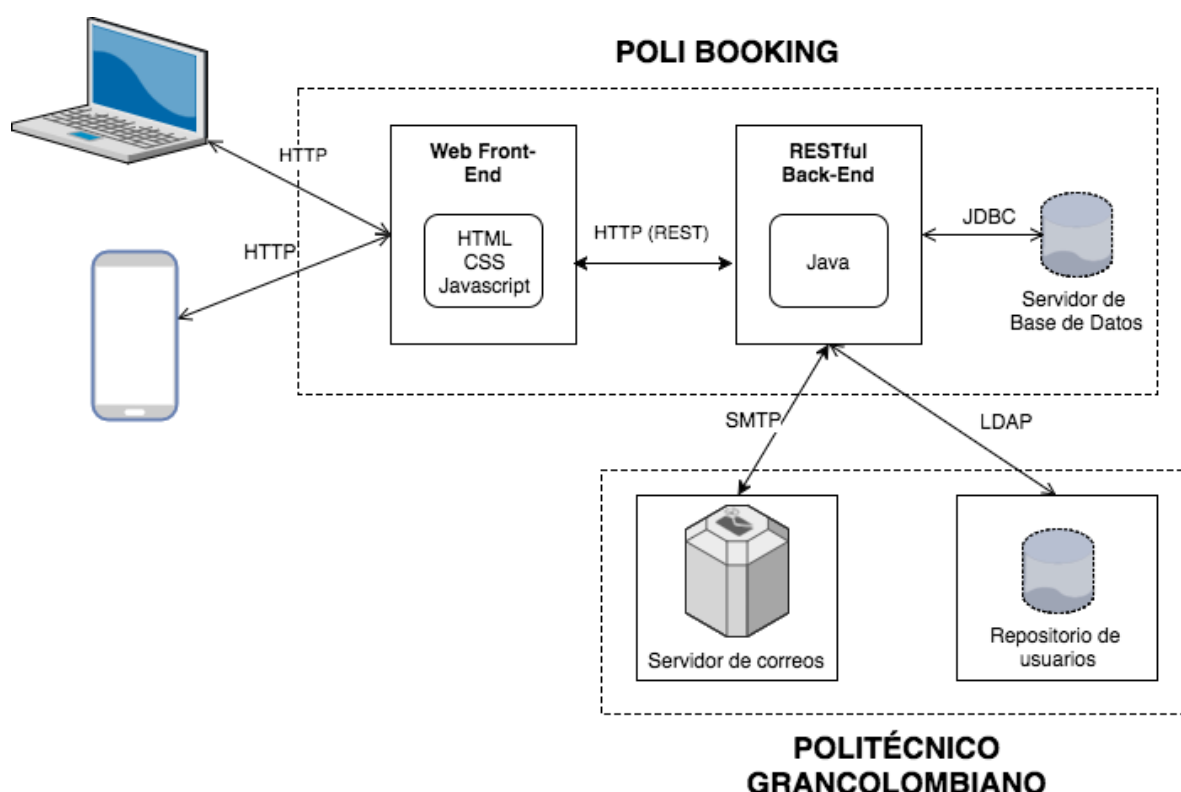 POLI BOOKING
HTTP
HTTP
Web Front-
End
HTML
CSS
Javascript
HTTP (REST)
RESTful
Back-End
Java
JDBC
Servidor de
Base de Datos
SMTP
LDAP
Servidor de correos
Repositorio de
usuarios
POLITÉCNICO
GRANCOLOMBIANO